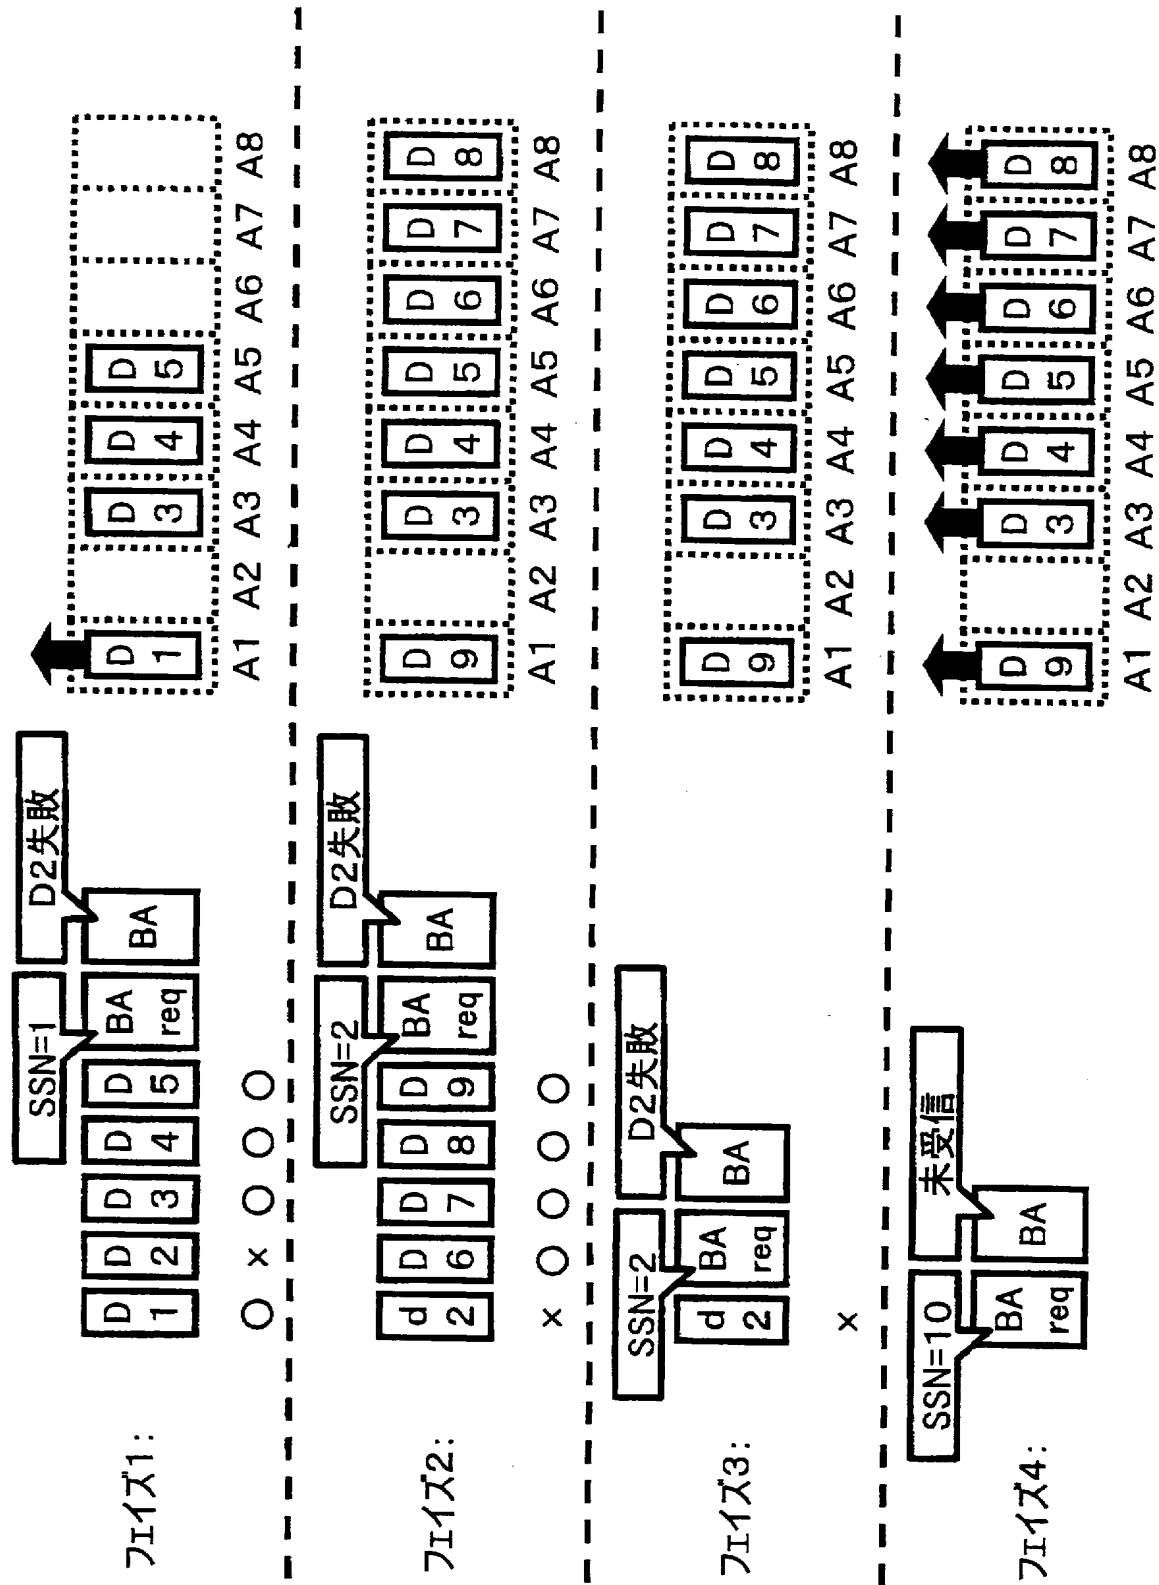 フェイズ1:
SSN=1
D2失敗
D 1
D 2
D 3
D 4
D 5
BA req
BA
○ × ○ ○ ○
D 1
D 3
D 4
D 5
A1 A2 A3 A4 A5 A6 A7 A8
フェイズ2:
SSN=2
D2失敗
d 2
D 6
D 7
D 8
D 9
BA req
BA
× ○ ○ ○ ○
D 9
D 3
D 4
D 5
D 6
D 7
D 8
A1 A2 A3 A4 A5 A6 A7 A8
フェイズ3:
SSN=2
D2失敗
d 2
BA req
BA
×
D 9
D 3
D 4
D 5
D 6
D 7
D 8
A1 A2 A3 A4 A5 A6 A7 A8
フェイズ4:
SSN=10
未受信
BA req
BA
D 9
D 3
D 4
D 5
D 6
D 7
D 8
A1 A2 A3 A4 A5 A6 A7 A8